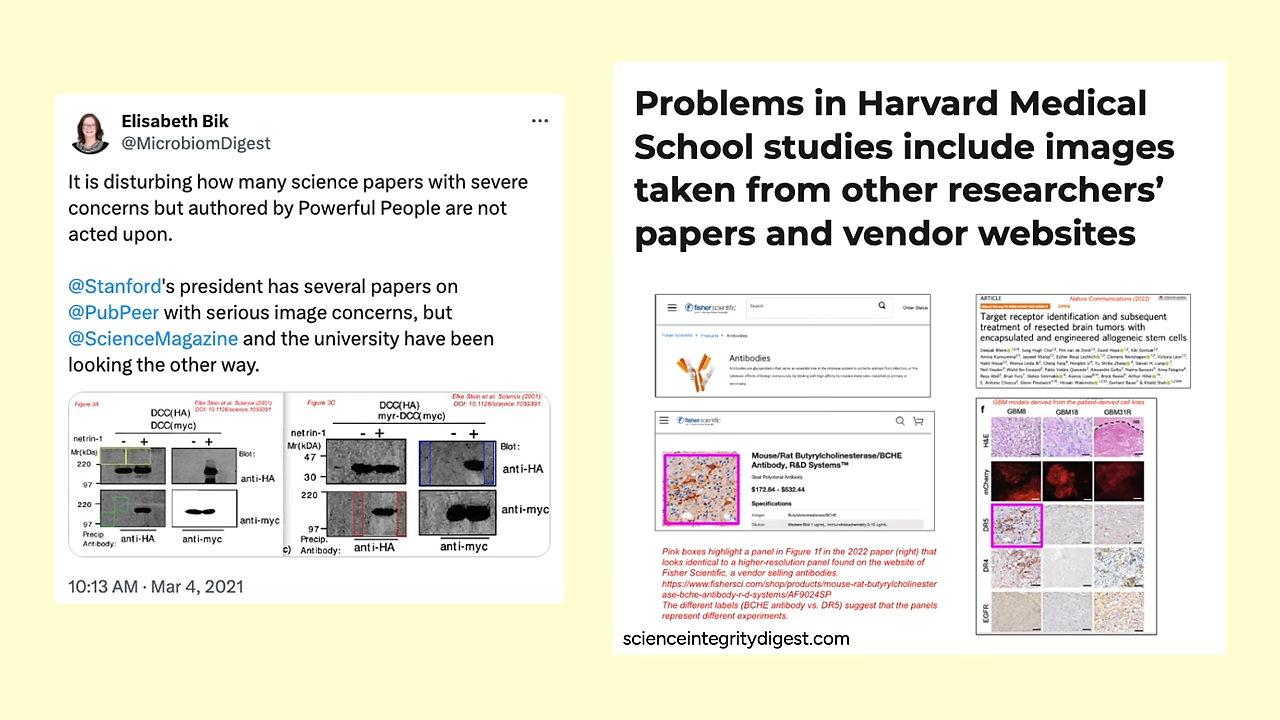 Elisabeth Bik
@MicrobiomDigest
It is disturbing how many science papers with severe
concerns but authored by Powerful People are not
acted upon.
@Stanford's president has several papers on
@PubPeer with serious image concerns, but
@ScienceMagazine and the university have been
looking the other way.
Figure 2A
Elke Stein et al. Science (2001)
DOI: 10.1126/science.1059391
DCC(HA)
DCC(myc)
netrin-1 - + - +
Mr(kDa)
220
97
Blot:
anti-HA
220
97
anti-myc
Precip
Antibody:
anti-HA
anti-myc
Figure 3C
Elke Stein et al. Science (2001)
DOI: 10.1126/science.1059391
DCC(HA)
myr-DCC(myc)
netrin-1 - + - +
Mr(kDa)
47
30
Blot:
anti-HA
220
97
anti-myc
c)
Precip.
Antibody:
anti-HA
anti-myc
10:13 AM · Mar 4, 2021
Problems in Harvard Medical
School studies include images
taken from other researchers’
papers and vendor websites
fisher scientific
Search
Order Status
Fisher Scientific
Products
Antibodies
Antibodies
fisher scientific
Mouse/Rat Butyrylcholinesterase/BCHE
Antibody, R&D Systems™
Goat Polyclonal Antibody
$172.84 - $532.44
Specifications
Antigen
Butyrylcholinesterase/BCHE
Dilution
Pink boxes highlight a panel in Figure 1f in the 2022 paper (right) that
looks identical to a higher-resolution panel found on the website of
Fisher Scientific, a vendor selling antibodies.
https://www.fishersci.com/shop/products/mouse-rat-butyrylcholinester
ase-bche-antibody-r-d-systems/AF9024SP
The different labels (BCHE antibody vs. DR5) suggest that the panels
represent different experiments.
scienceintegritydigest.com
ARTICLE
Nature Communications (2022)
OPEN
Target receptor identification and subsequent
treatment of resected brain tumors with
encapsulated and engineered allogeneic stem cells
GBM models derived from the patient-derived cell lines
f
GBM8
GBM18
GBM31R
H&E
mCherry
DR5
DR4
EGFR